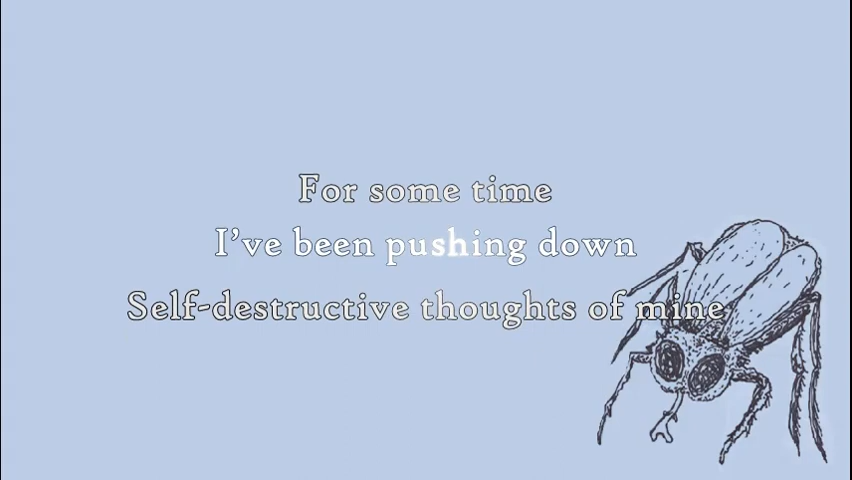 For some time
I've been pushing down
Self-destructive thoughts of mine